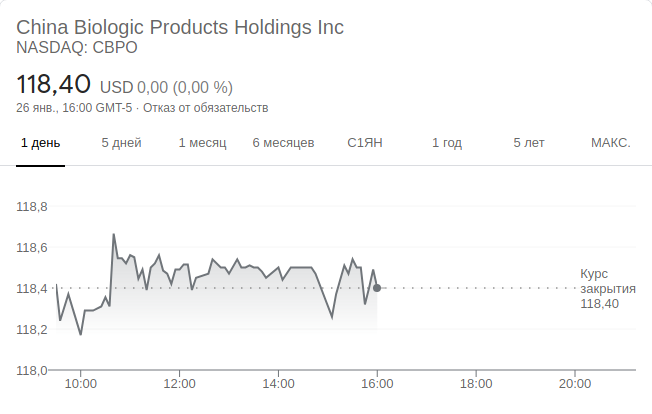 China Biologic Products Holdings Inc
NASDAQ: CBPO
118,40 USD 0,00 (0,00 %)
26 янв., 16:00 GMT-5 · Отказ от обязательств
1 день 5 дней 1 месяц 6 месяцев С1ЯН 1 год 5 лет МАКС.
118,8
118,6
118,4
118,2
118,0
Курс
закрытия
118,40
10:00 12:00 14:00 16:00 18:00 20:00